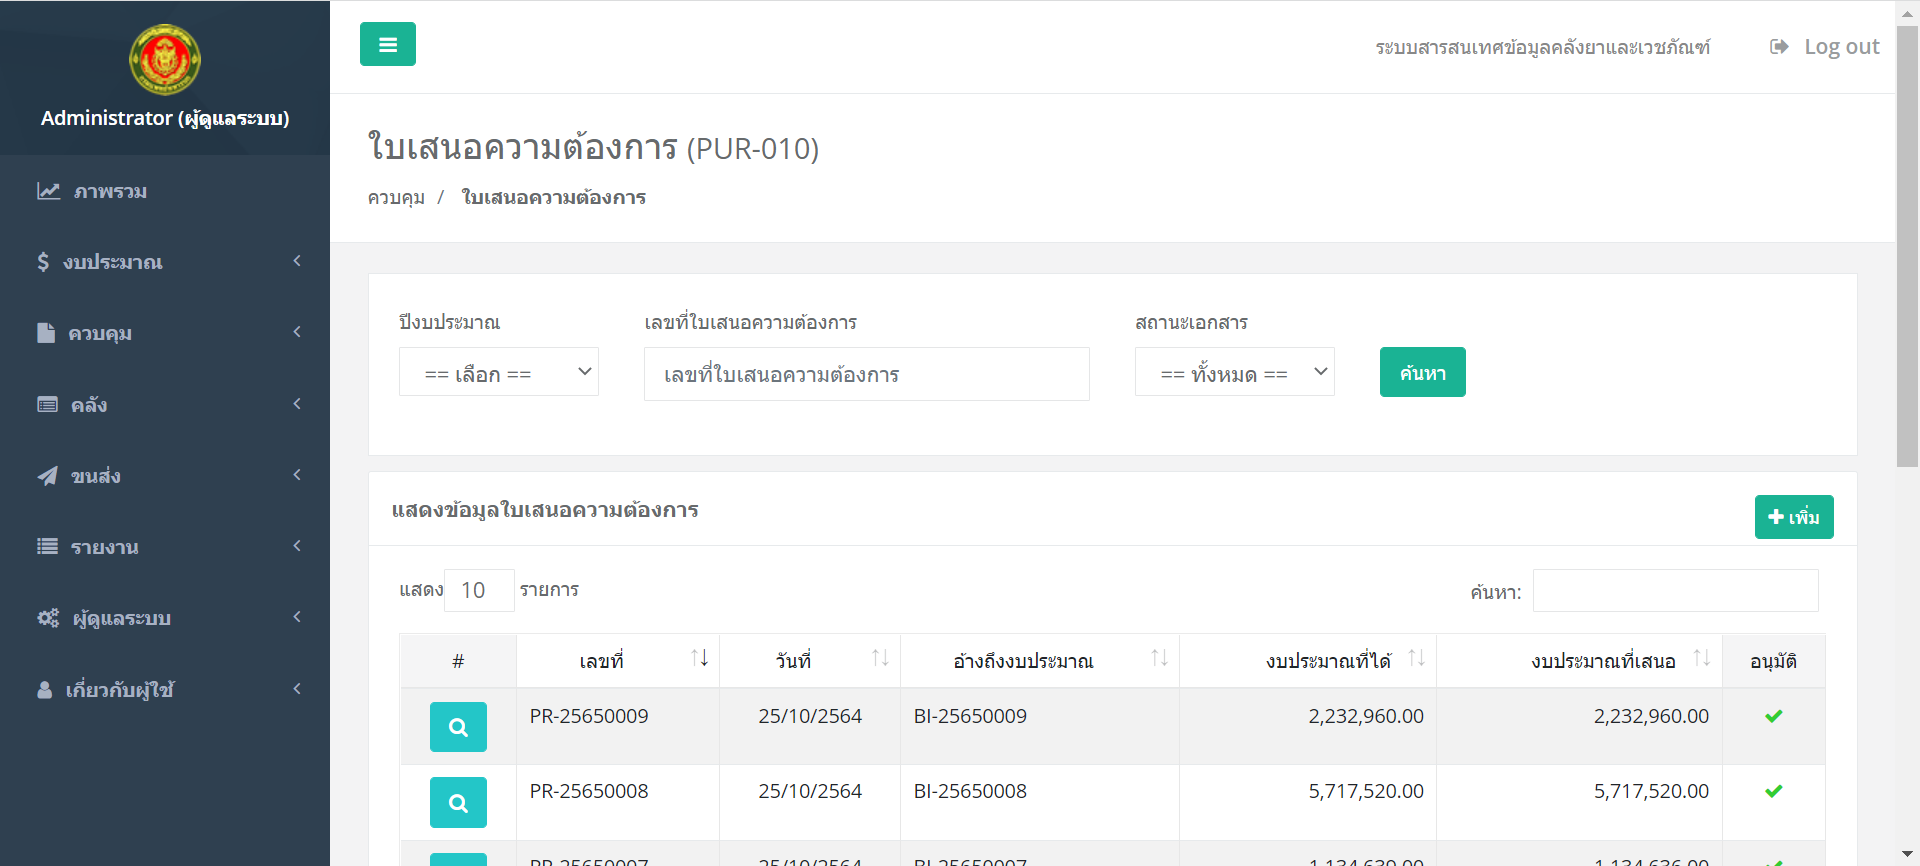 Administrator (ผู้ดูแลระบบ)
ภาพรวม
งบประมาณ
ควบคุม
คลัง
ขนส่ง
รายงาน
ผู้ดูแลระบบ
เกี่ยวกับผู้ใช้
ระบบสารสนเทศข้อมูลคลังยาและเวชภัณฑ์ Log out
ใบเสนอความต้องการ (PUR-010)
ควบคุม / ใบเสนอความต้องการ
ปีงบประมาณ เลขที่ใบเสนอความต้องการ สถานะเอกสาร
== เลือก == เลขที่ใบเสนอความต้องการ == ทั้งหมด == ค้นหา
แสดงข้อมูลใบเสนอความต้องการ เพิ่ม
แสดง 10 รายการ ค้นหา:
# เลขที่ วันที่ อ้างถึงงบประมาณ งบประมาณที่ได้ งบประมาณที่เสนอ อนุมัติ
PR-25650009 25/10/2564 BI-25650009 2,232,960.00 2,232,960.00
PR-25650008 25/10/2564 BI-25650008 5,717,520.00 5,717,520.00
PR-25650007 25/10/2564 BI-25650007 1,134,639.00 1,134,636.00